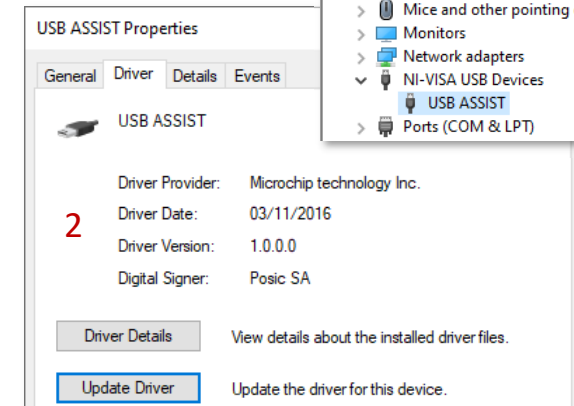 USB ASSIST Properties
General Driver Details Events
USB ASSIST
Driver Provider: Microchip technology Inc.
Driver Date: 03/11/2016
2
Driver Version: 1.0.0.0
Digital Signer: Posic SA
Driver Details View details about the installed driver files.
Update Driver Update the driver for this device.
Mice and other pointing
Monitors
Network adapters
NI-VISA USB Devices
USB ASSIST
Ports (COM & LPT)